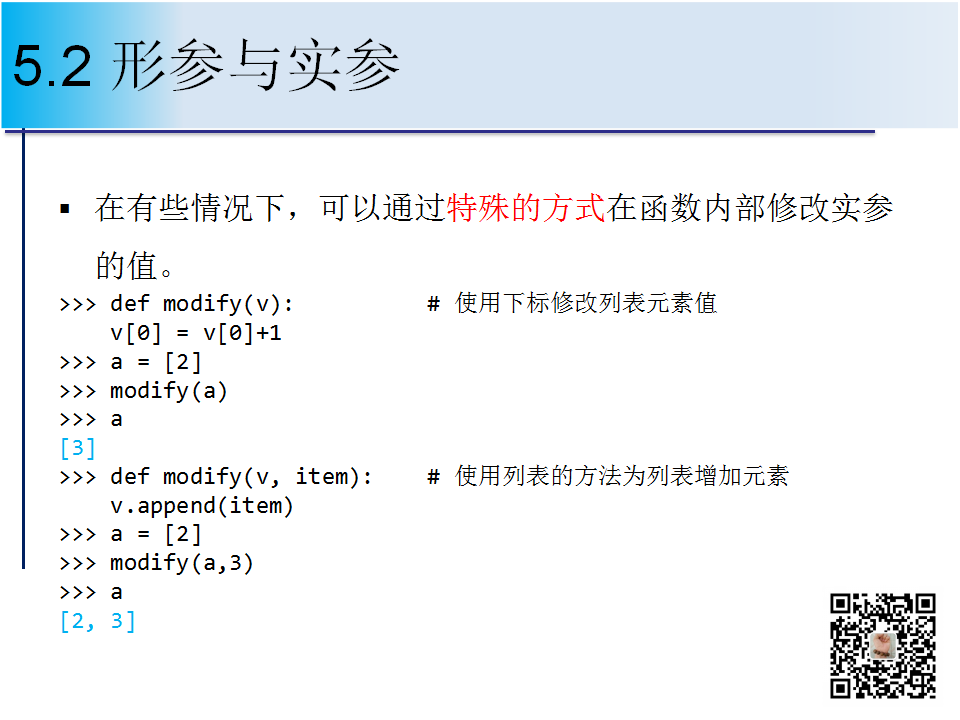 5.2 形参与实参
▪ 在有些情况下，可以通过特殊的方式在函数内部修改实参
的值。
>>> def modify(v):          # 使用下标修改列表元素值
    v[0] = v[0]+1
>>> a = [2]
>>> modify(a)
>>> a
[3]
>>> def modify(v, item):    # 使用列表的方法为列表增加元素
    v.append(item)
>>> a = [2]
>>> modify(a,3)
>>> a
[2, 3]